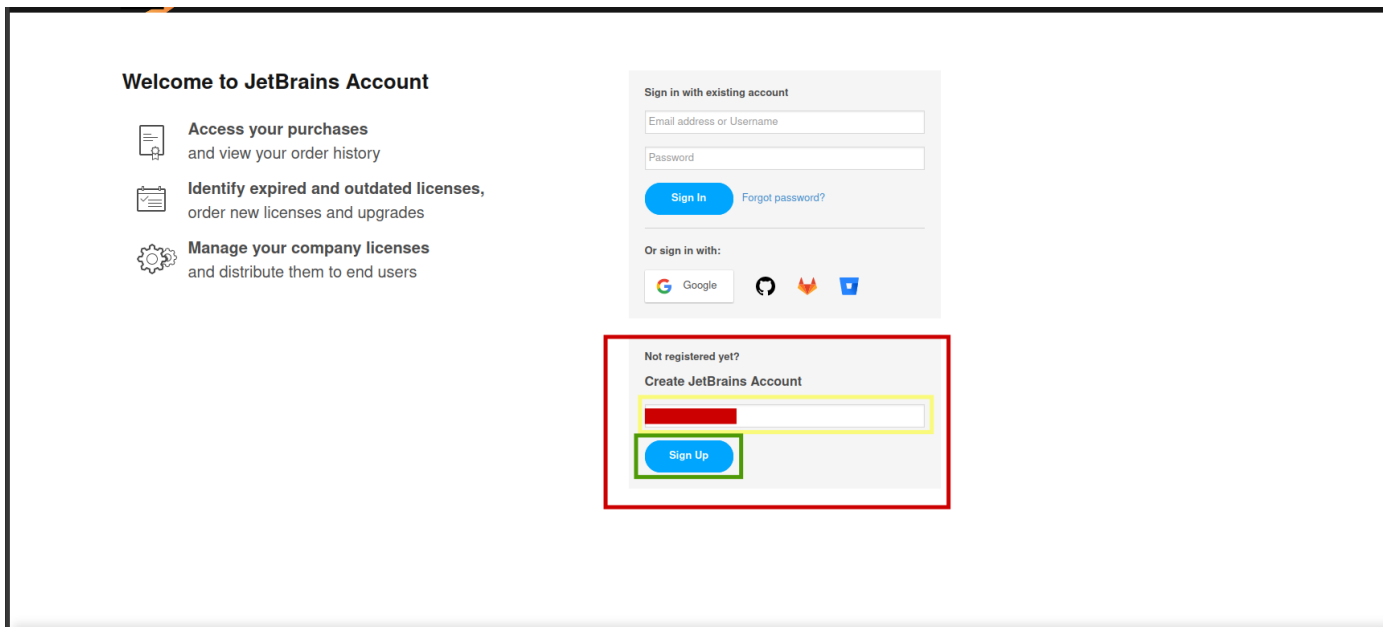 Welcome to JetBrains Account
Access your purchases
and view your order history
Identify expired and outdated licenses,
order new licenses and upgrades
Manage your company licenses
and distribute them to end users
Sign in with existing account
Email address or Username
Password
Sign In
Forgot password?
Or sign in with:
Google
Not registered yet?
Create JetBrains Account
Sign Up